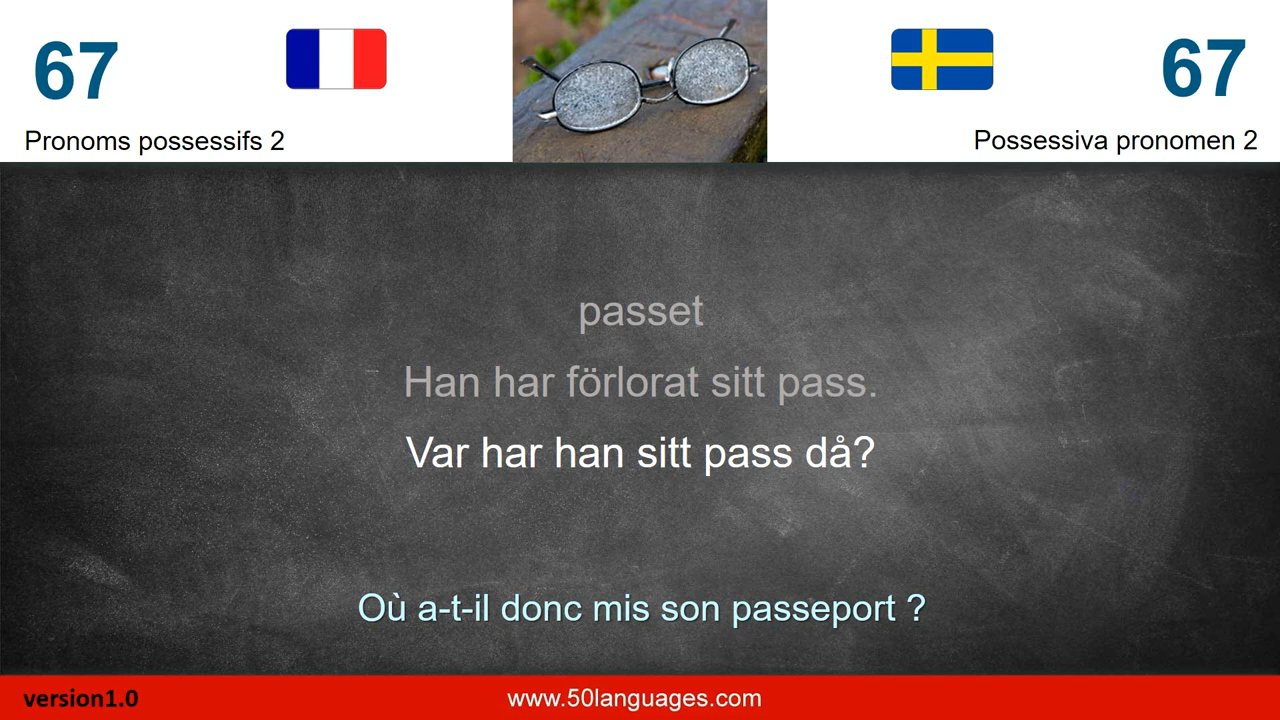 67
67
Pronoms possessifs 2
Possessiva pronomen 2
passet
Han har förlorat sitt pass.
Var har han sitt pass då?
Où a-t-il donc mis son passeport ?
version1.0
www.50languages.com